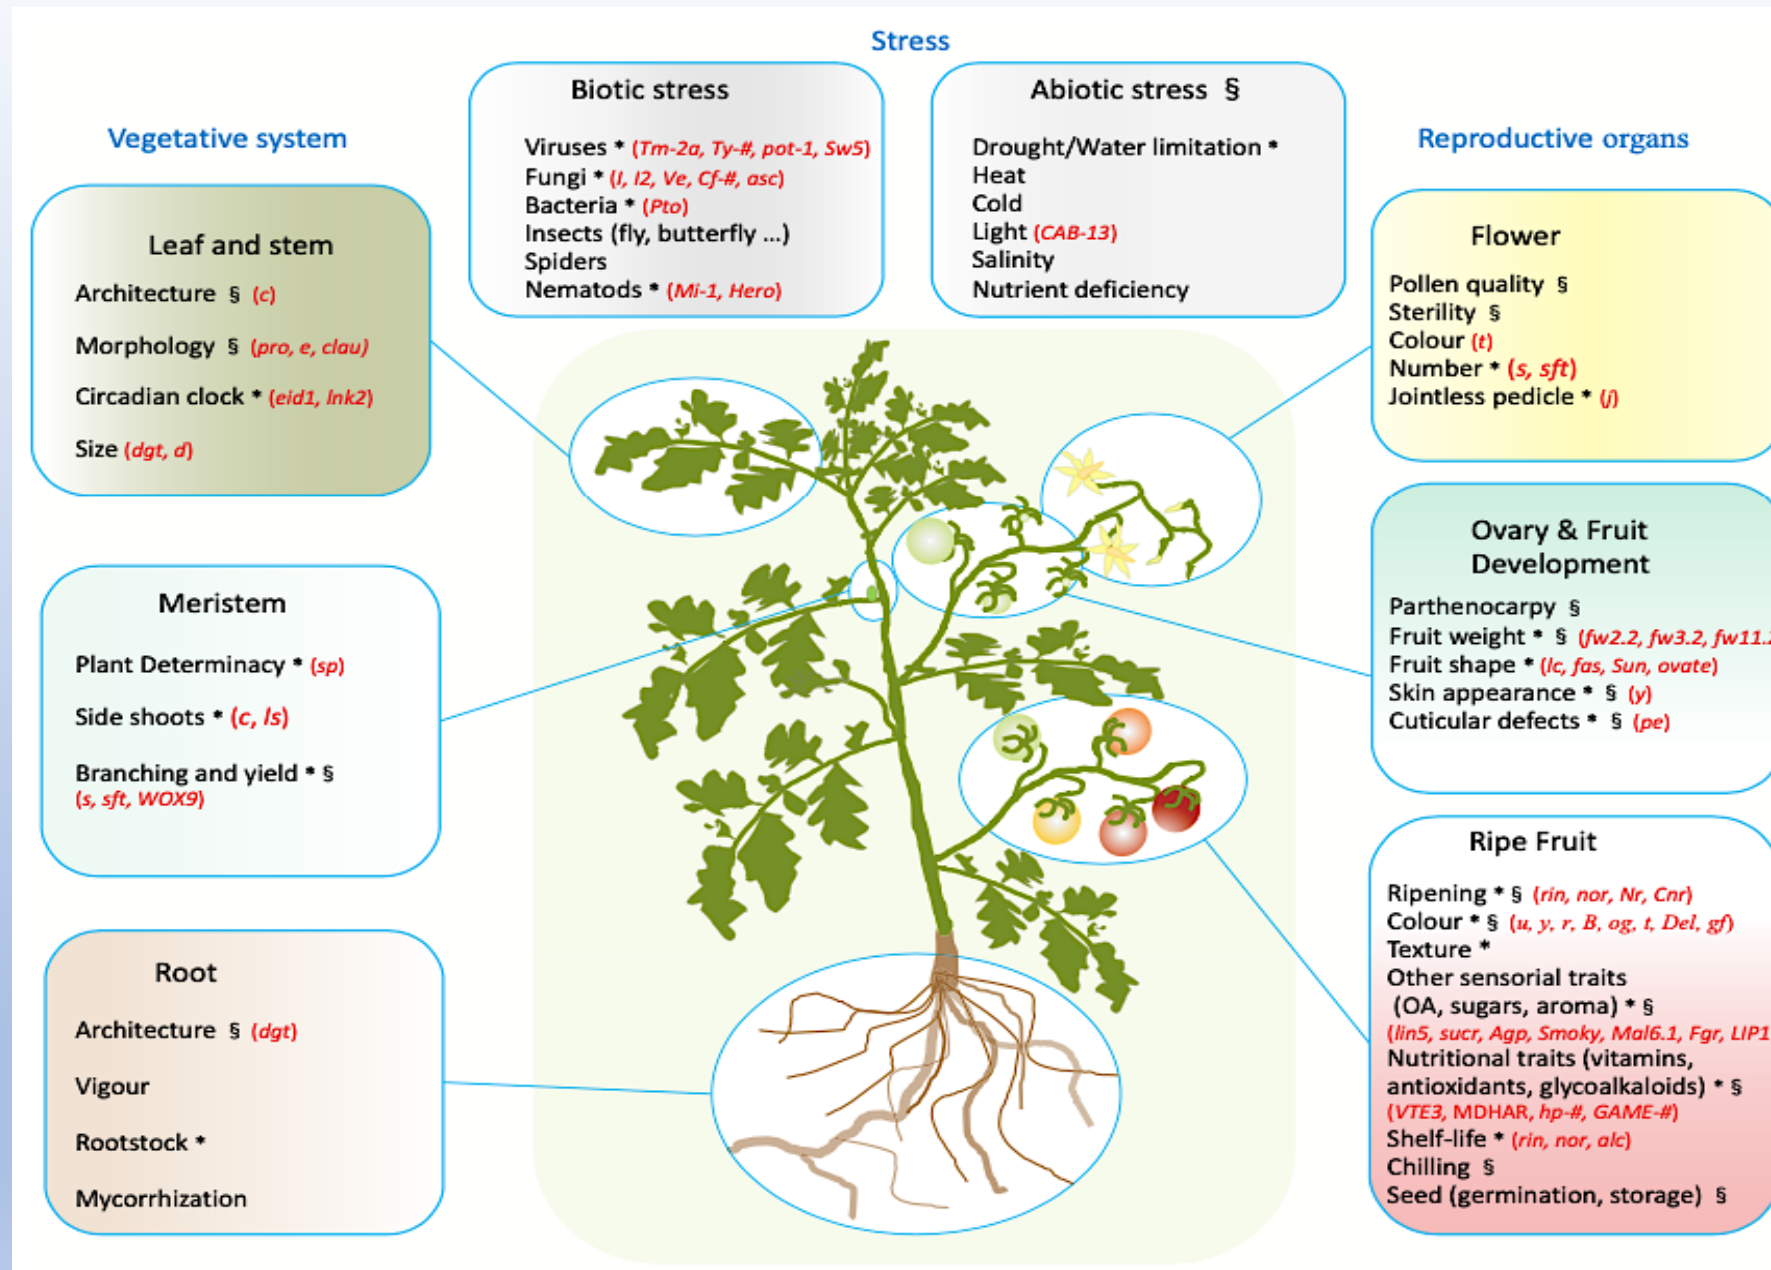 Stress
Biotic stress
Viruses * (Tm-2a, Ty-#, pot-1, Sw5)
Fungi * (I, I2, Ve, Cf-#, asc)
Bacteria * (Pto)
Insects (fly, butterfly ...)
Spiders
Nematods * (Mi-1, Hero)
Abiotic stress §
Drought/Water limitation *
Heat
Cold
Light (CAB-13)
Salinity
Nutrient deficiency
Vegetative system
Leaf and stem
Architecture § (c)
Morphology § (pro, e, clau)
Circadian clock * (eid1, lnk2)
Size (dgt, d)
Meristem
Plant Determinacy * (sp)
Side shoots * (c, ls)
Branching and yield * §
(s, sft, WOX9)
Root
Architecture § (dgt)
Vigour
Rootstock *
Mycorrhization
Reproductive organs
Flower
Pollen quality §
Sterility §
Colour (t)
Number * (s, sft)
Jointless pedicle * (j)
Ovary & Fruit
Development
Parthenocarpy §
Fruit weight * § (fw2.2, fw3.2, fw11.2
Fruit shape * (lc, fas, Sun, ovate)
Skin appearance * § (y)
Cuticular defects * § (pe)
Ripe Fruit
Ripening * § (rin, nor, Nr, Cnr)
Colour * § (u, y, r, B, og, t, Del, gf)
Texture *
Other sensorial traits
(OA, sugars, aroma) * §
(lin5, sucr, Agp, Smoky, Mal6.1, Fgr, LIP1
Nutritional traits (vitamins,
antioxidants, glycoalkaloids) * §
(VTE3, MDHAR, hp-#, GAME-#)
Shelf-life * (rin, nor, alc)
Chilling §
Seed (germination, storage) §